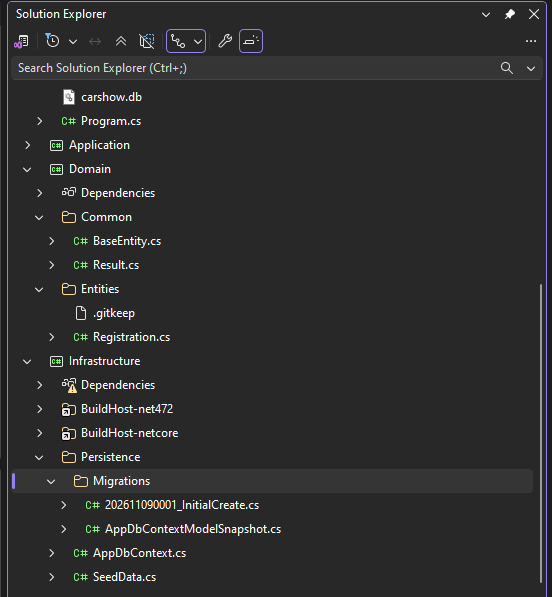 Solution Explorer
Search Solution Explorer (Ctrl+;)
carshow.db
C# Program.cs
C# Application
C# Domain
Dependencies
Common
C# BaseEntity.cs
C# Result.cs
Entities
.gitkeep
C# Registration.cs
C# Infrastructure
Dependencies
BuildHost-net472
BuildHost-netcore
Persistence
Migrations
C# 202611090001_InitialCreate.cs
C# AppDbContextModelSnapshot.cs
C# AppDbContext.cs
C# SeedData.cs